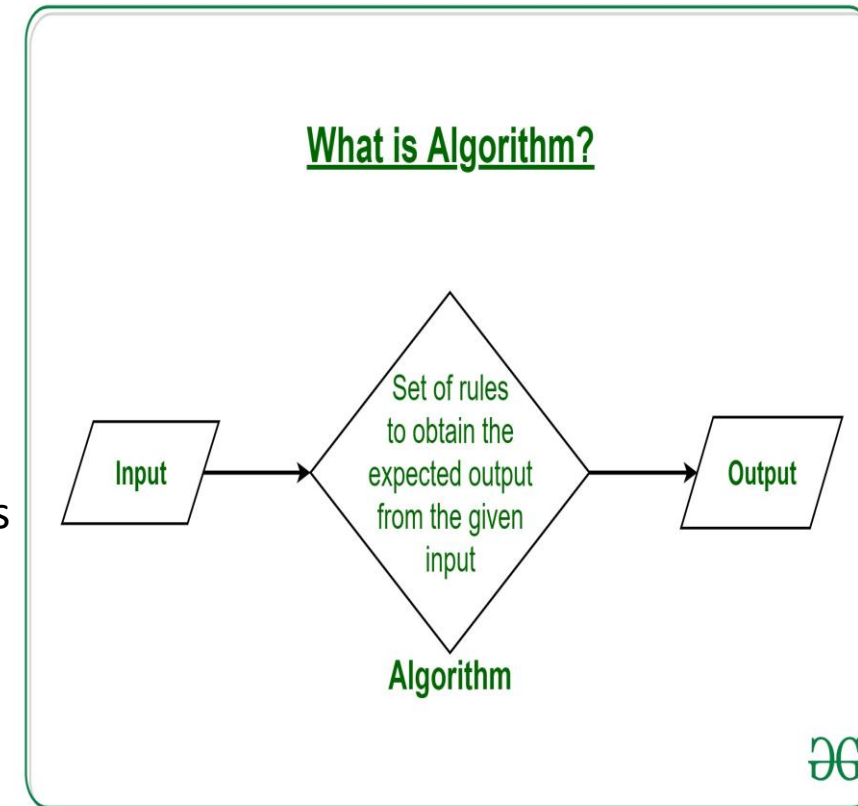 What is Algorithm?
Set of rules
to obtain the
expected output
from the given
input
Input
Output
Algorithm
s